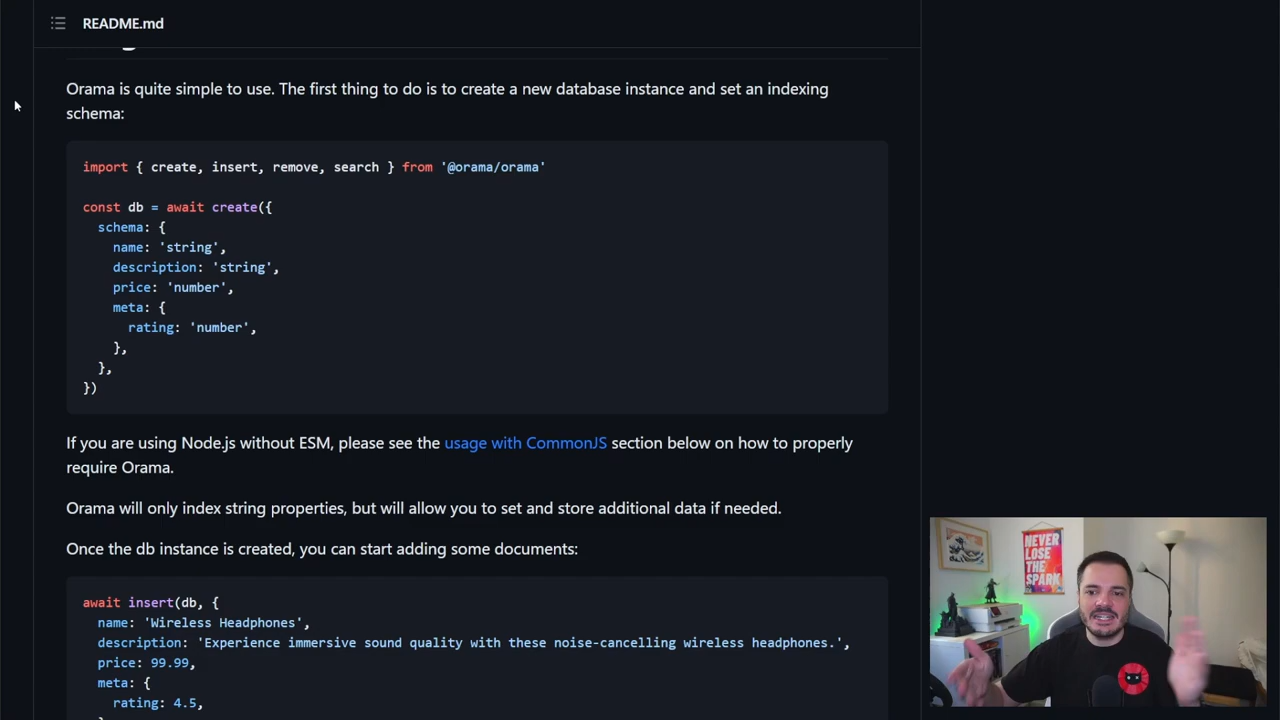 README.md
Orama is quite simple to use. The first thing to do is to create a new database instance and set an indexing
schema:
import { create, insert, remove, search } from '@orama/orama'
const db = await create({
schema: {
name: 'string',
description: 'string',
price: 'number',
meta: {
rating: 'number',
},
},
})
If you are using Node.js without ESM, please see the usage with CommonJS section below on how to properly
require Orama.
Orama will only index string properties, but will allow you to set and store additional data if needed.
Once the db instance is created, you can start adding some documents:
await insert(db, {
name: 'Wireless Headphones',
description: 'Experience immersive sound quality with these noise-cancelling wireless headphones.',
price: 99.99,
meta: {
rating: 4.5,
NEVER
LOSE
THE
SPARK